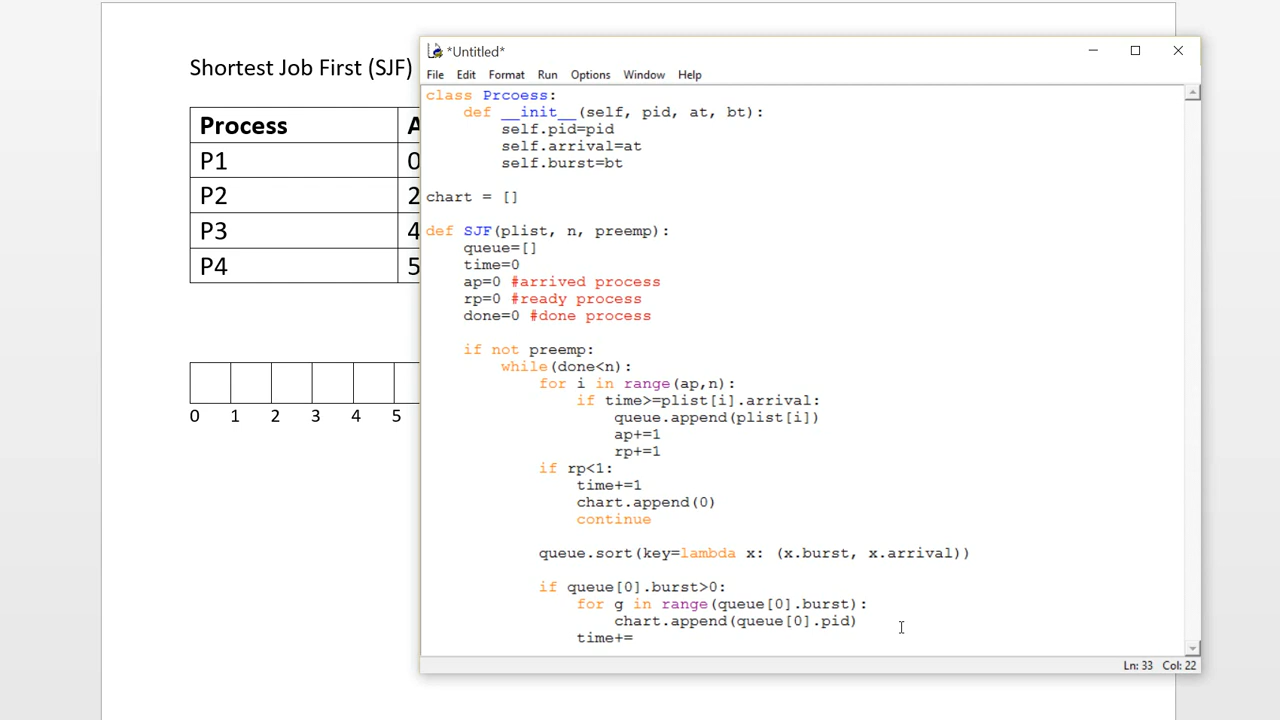 Shortest Job First (SJF)
Process A
P1 0
P2 2
P3 4
P4 5
0 1 2 3 4 5
*Untitled*
File Edit Format Run Options Window Help
class Prcoess:
def __init__(self, pid, at, bt):
self.pid=pid
self.arrival=at
self.burst=bt
chart = []
def SJF(plist, n, preemp):
queue=[]
time=0
ap=0 #arrived process
rp=0 #ready process
done=0 #done process
if not preemp:
while(done<n):
for i in range(ap,n):
if time>=plist[i].arrival:
queue.append(plist[i])
ap+=1
rp+=1
if rp<1:
time+=1
chart.append(0)
continue
queue.sort(key=lambda x: (x.burst, x.arrival))
if queue[0].burst>0:
for g in range(queue[0].burst):
chart.append(queue[0].pid)
time+=
Ln: 33 Col: 22